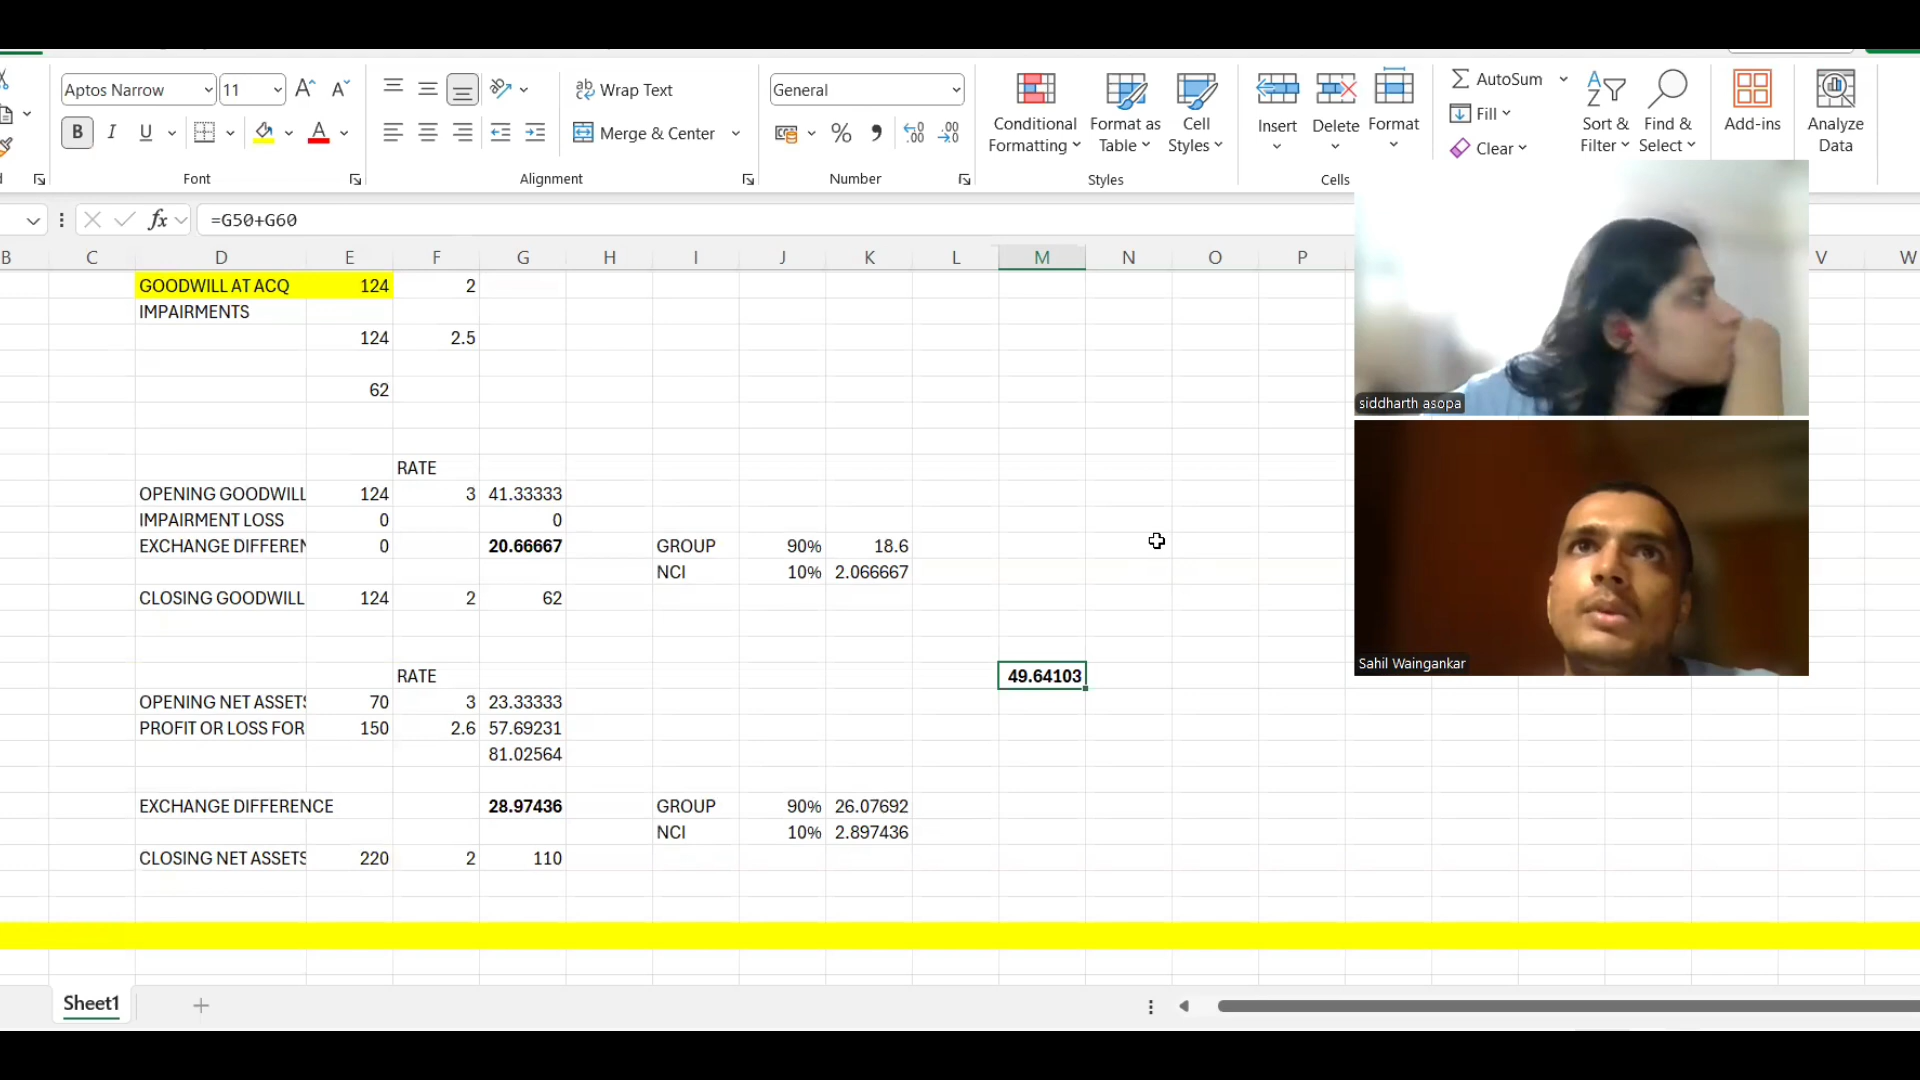 Aptos Narrow 11 Wrap Text General AutoSum
B I U Merge & Center Conditional Formatting Format as Table Cell Styles Insert Delete Format Fill Clear Sort & Filter Find & Select Add-ins Analyze Data
Font Alignment Number Styles Cells
fx =G50+G60
B C D E F G H I J K L M N O P V W
GOODWILL AT ACQ 124 2
IMPAIRMENTS
124 2.5
62
RATE
OPENING GOODWILL 124 3 41.33333
IMPAIRMENT LOSS 0 0
EXCHANGE DIFFEREN 0 20.66667 GROUP 90% 18.6
NCI 10% 2.066667
CLOSING GOODWILL 124 2 62
RATE 49.64103
OPENING NET ASSETS 70 3 23.33333
PROFIT OR LOSS FOR 150 2.6 57.69231
81.02564
EXCHANGE DIFFERENCE 28.97436 GROUP 90% 26.07692
NCI 10% 2.897436
CLOSING NET ASSETS 220 2 110
siddharth asopa
Sahil Waingankar
Sheet1